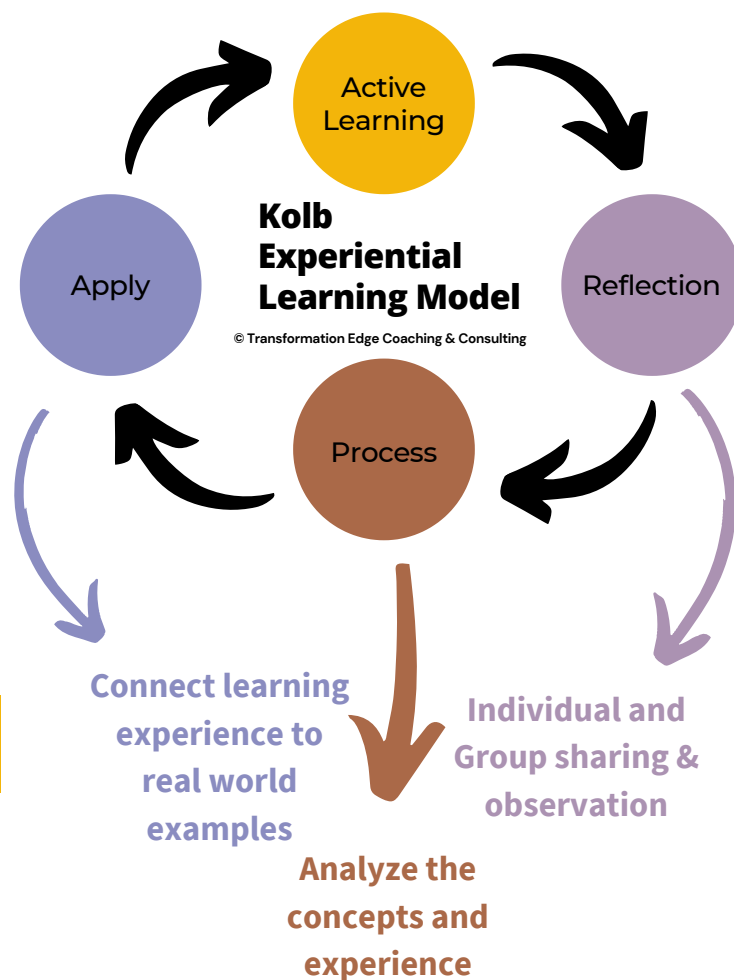 Active
Learning
Kolb
Experiential
Learning Model
© Transformation Edge Coaching & Consulting
Apply
Reflection
Process
Connect learning
experience to
real world
examples
Individual and
Group sharing &
observation
Analyze the
concepts and
experience